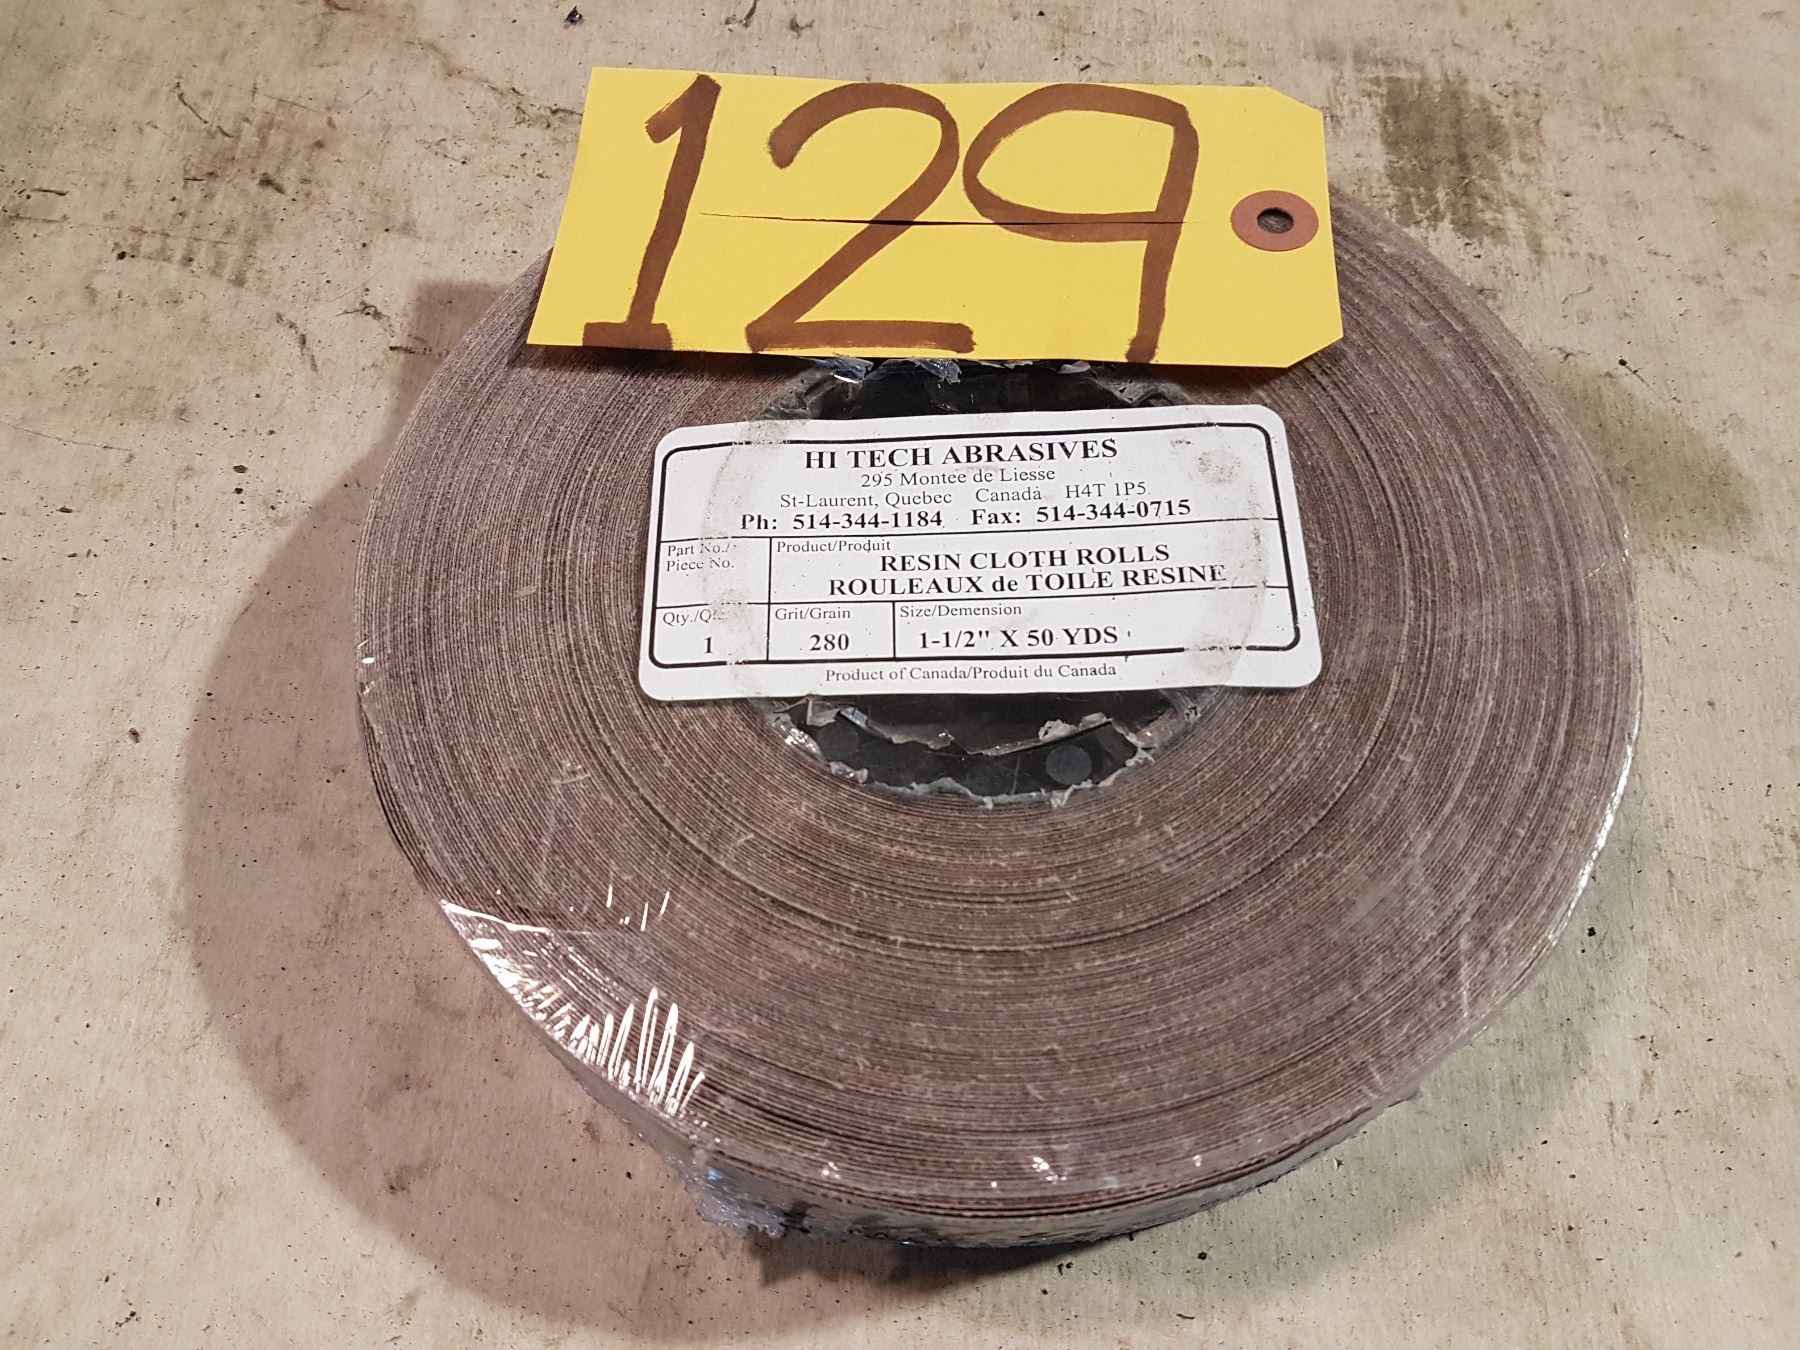 129
HI TECH ABRASIVES
295 Montee de Liesse
St-Laurent, Quebec Canada H4T 1P5
Ph: 514-344-1184 Fax: 514-344-0715
Part No./
Piece No.
Product/Produit
RESIN CLOTH ROLLS
ROULEAUX de TOILE RESINE
Qty./
1
Grit/Grain
280
Size/Demension
1-1/2" X 50 YDS
Product of Canada/Produit du Canada